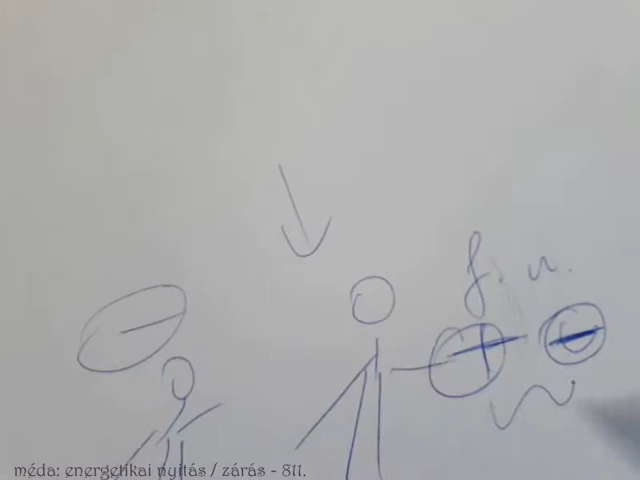 f. n.
+ -
-
méda: energetikai nyitás / zárás - 811.